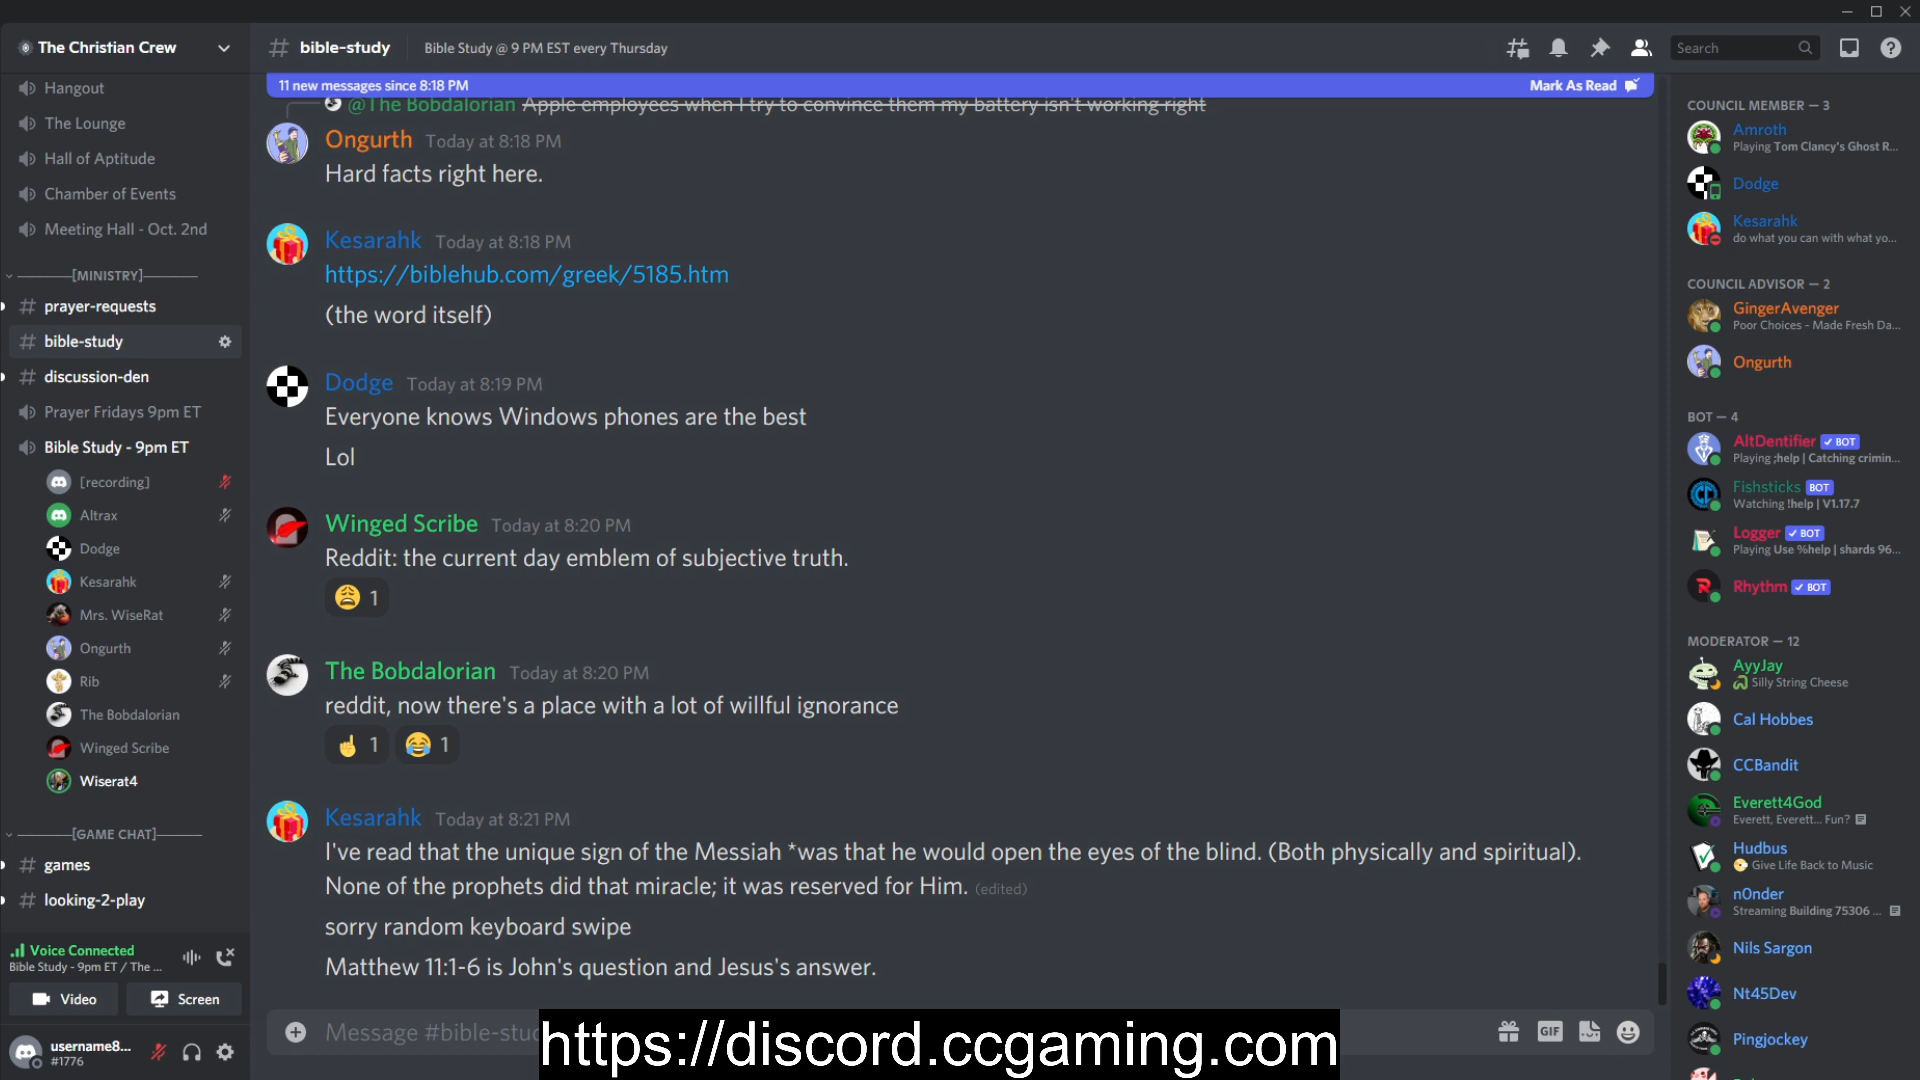 The Christian Crew
Hangout
The Lounge
Hall of Aptitude
Chamber of Events
Meeting Hall - Oct. 2nd
[MINISTRY]
prayer-requests
bible-study
discussion-den
Prayer Fridays 9pm ET
Bible Study - 9pm ET
[recording]
Altrax
Dodge
Kesarahk
Mrs. WiseRat
Ongurth
Rib
The Bobdalorian
Winged Scribe
Wiserat4
[GAME CHAT]
games
looking-2-play
Voice Connected
Bible Study - 9pm ET / The ...
Video
Screen
username8...
#1776
bible-study
Bible Study @ 9 PM EST every Thursday
Search
11 new messages since 8:18 PM
Mark As Read
@The Bobdalorian Apple employees when I try to convince them my battery isn't working right
Ongurth Today at 8:18 PM
Hard facts right here.
Kesarahk Today at 8:18 PM
https://biblehub.com/greek/5185.htm
(the word itself)
Dodge Today at 8:19 PM
Everyone knows Windows phones are the best
Lol
Winged Scribe Today at 8:20 PM
Reddit: the current day emblem of subjective truth.
😩 1
The Bobdalorian Today at 8:20 PM
reddit, now there's a place with a lot of willful ignorance
☝ 1 😂 1
Kesarahk Today at 8:21 PM
I've read that the unique sign of the Messiah *was that he would open the eyes of the blind. (Both physically and spiritual).
None of the prophets did that miracle; it was reserved for Him. (edited)
sorry random keyboard swipe
Matthew 11:1-6 is John's question and Jesus's answer.
Message #bible-stu
GIF
https://discord.ccgaming.com
COUNCIL MEMBER — 3
Amroth
Playing Tom Clancy's Ghost R...
Dodge
Kesarahk
do what you can with what yo...
COUNCIL ADVISOR — 2
GingerAvenger
Poor Choices - Made Fresh Da...
Ongurth
BOT — 4
AltDentifier ✓ BOT
Playing ;help | Catching crimin...
Fishsticks BOT
Watching !help | V1.17.7
Logger ✓ BOT
Playing Use %help | shards 96...
Rhythm ✓ BOT
MODERATOR — 12
AyyJay
Silly String Cheese
Cal Hobbes
CCBandit
Everett4God
Everett, Everett... Fun?
Hudbus
Give Life Back to Music
n0nder
Streaming Building 75306 ...
Nils Sargon
Nt45Dev
Pingjockey